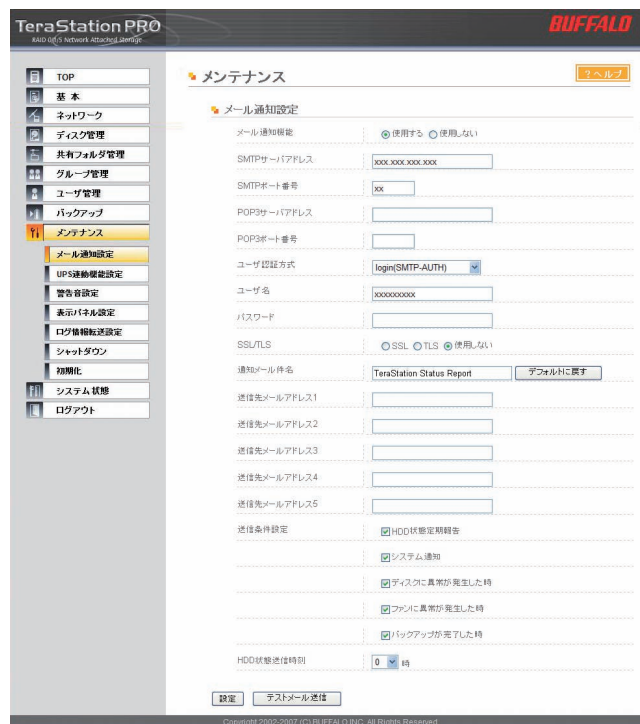 TeraStation PRO
RAID 0/1/5 Network Attached Storage
BUFFALO
TOP
基本
ネットワーク
ディスク管理
共有フォルダ管理
グループ管理
ユーザ管理
バックアップ
メンテナンス
メール通知設定
UPS連動機能設定
警告音設定
表示パネル設定
ログ情報転送設定
シャットダウン
初期化
システム状態
ログアウト
メンテナンス
?ヘルプ
メール通知設定
メール通知機能 使用する 使用しない
SMTPサーバアドレス xxx.xxx.xxx.xxx
SMTPポート番号 xx
POP3サーバアドレス
POP3ポート番号
ユーザ認証方式 login(SMTP-AUTH)
ユーザ名 xxxxxxxxx
パスワード
SSL/TLS SSL TLS 使用しない
通知メール件名 TeraStation Status Report デフォルトに戻す
送信先メールアドレス1
送信先メールアドレス2
送信先メールアドレス3
送信先メールアドレス4
送信先メールアドレス5
送信条件設定 HDD状態定期報告
システム通知
ディスクに異常が発生した時
ファンに異常が発生した時
バックアップが完了した時
HDD状態送信時刻 0 時
設定 テストメール送信
Copyright 2002-2007 (C) BUFFALO INC. All Rights Reserved.